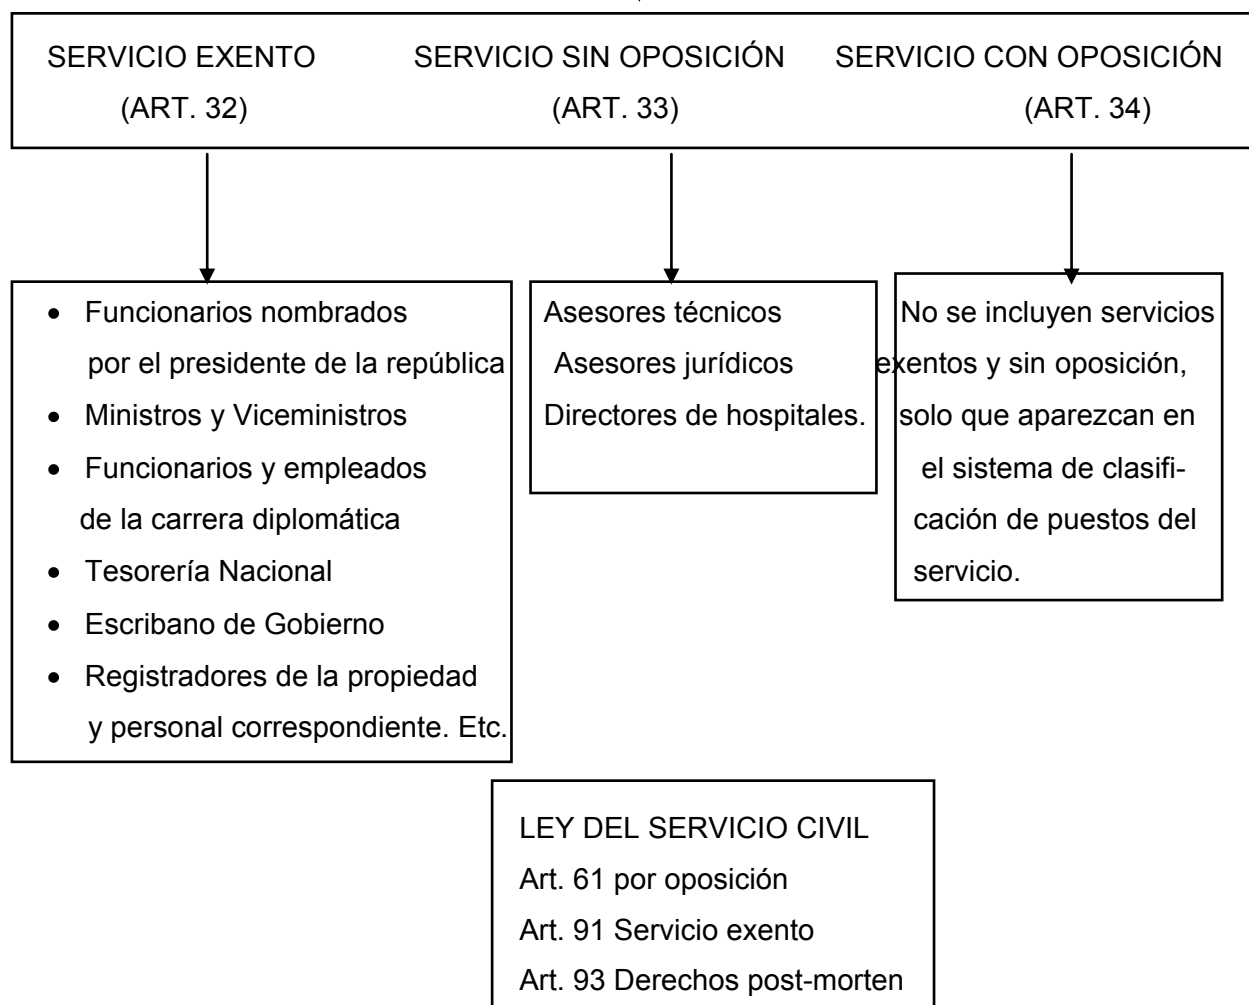 SERVICIO EXENTO
(ART. 32)
SERVICIO SIN OPOSICIÓN
(ART. 33)
SERVICIO CON OPOSICIÓN
(ART. 34)
• Funcionarios nombrados
por el presidente de la república
• Ministros y Viceministros
• Funcionarios y empleados
de la carrera diplomática
• Tesorería Nacional
• Escribano de Gobierno
• Registradores de la propiedad
y personal correspondiente. Etc.
Asesores técnicos
Asesores jurídicos
Directores de hospitales.
No se incluyen servicios
exentos y sin oposición,
solo que aparezcan en
el sistema de clasifi-
cación de puestos del
servicio.
LEY DEL SERVICIO CIVIL
Art. 61 por oposición
Art. 91 Servicio exento
Art. 93 Derechos post-morten